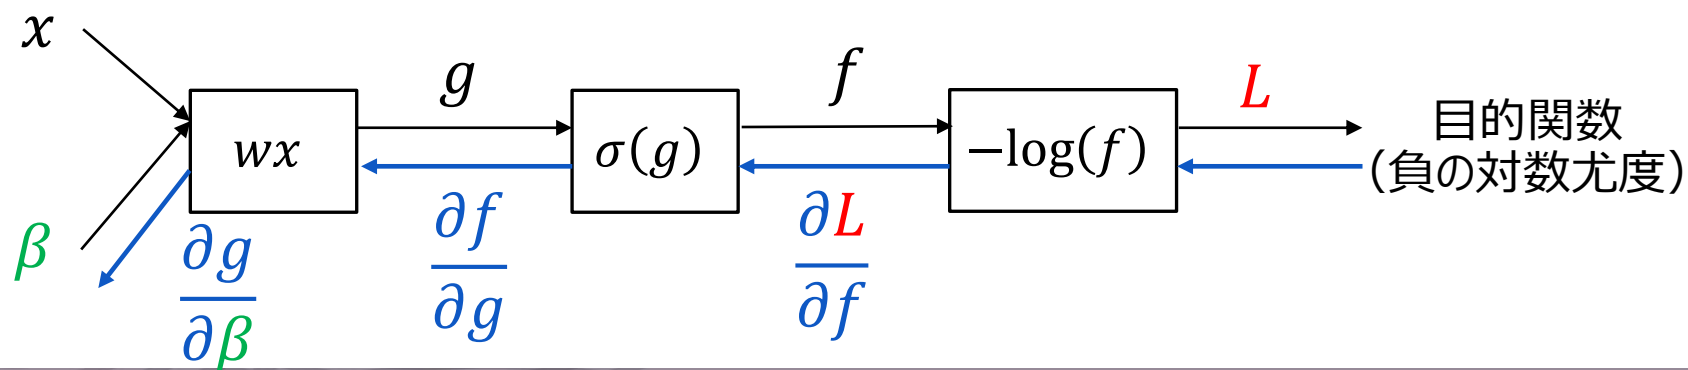 x
g
f
L
wx
σ(g)
−log(f)
目的関数
(負の対数尤度)
β
∂g
∂β
∂f
∂g
∂L
∂f